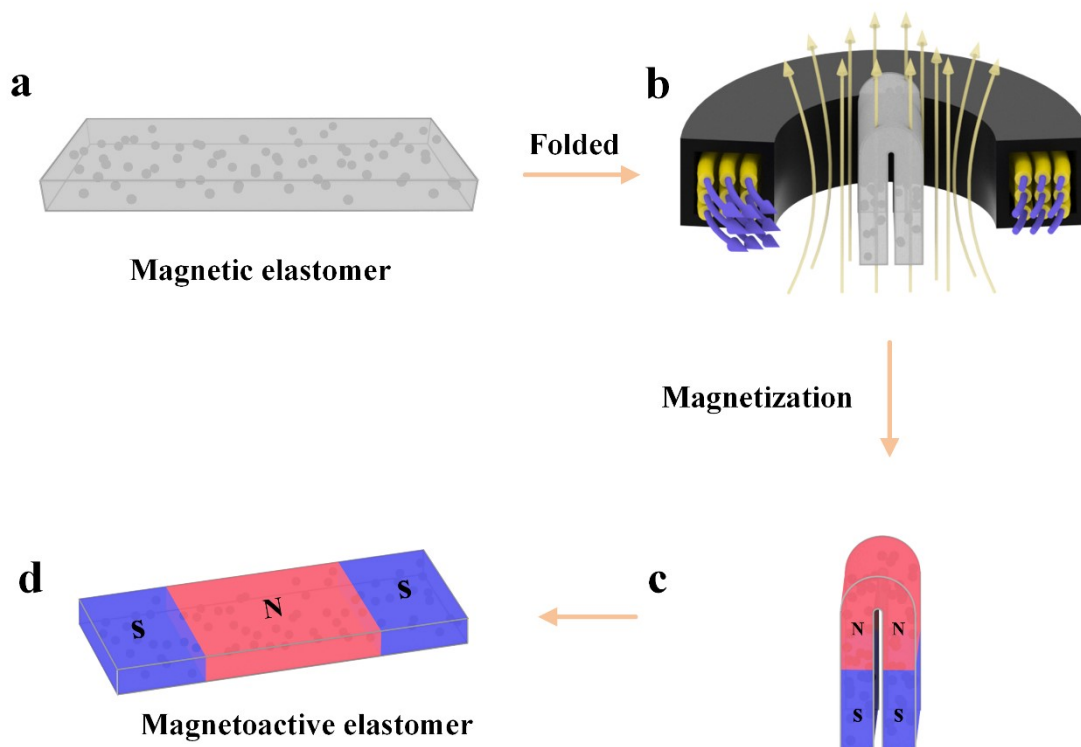 a
Folded
b
Magnetic elastomer
Magnetization
d
S
N
S
c
N
N
S
S
Magnetoactive elastomer